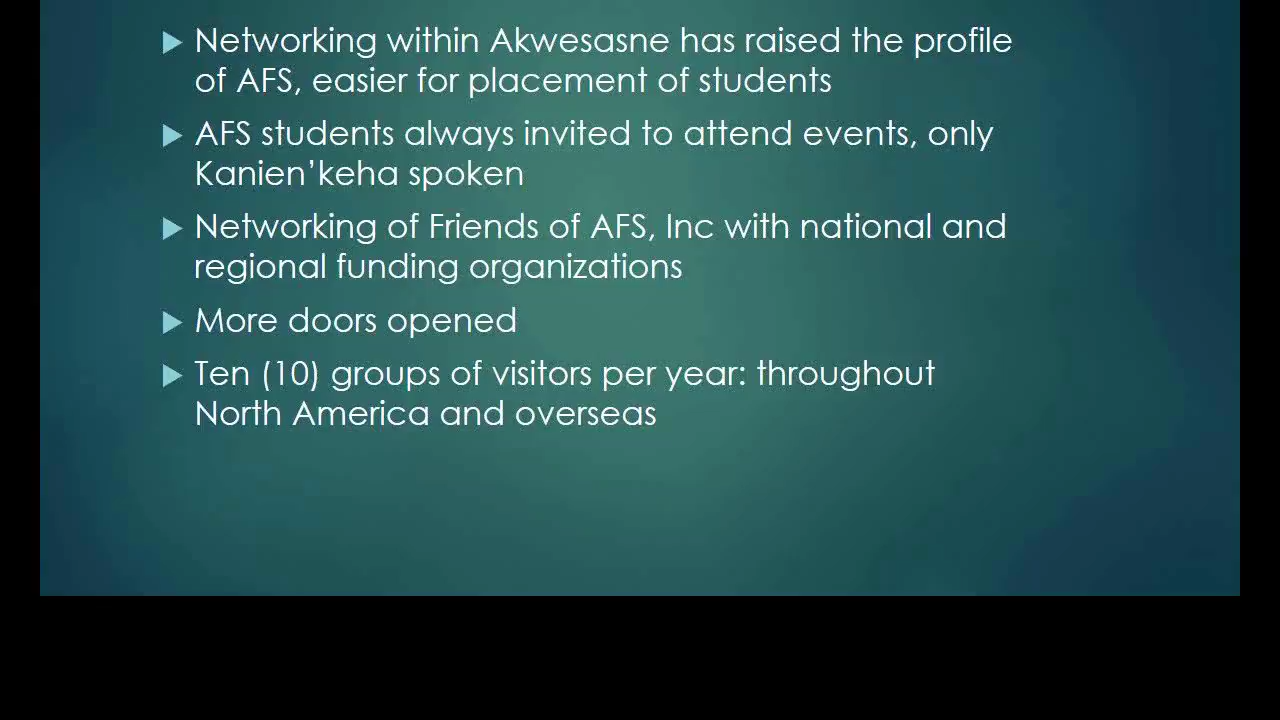 Networking within Akwesasne has raised the profile
of AFS, easier for placement of students
AFS students always invited to attend events, only
Kanien’keha spoken
Networking of Friends of AFS, Inc with national and
regional funding organizations
More doors opened
Ten (10) groups of visitors per year: throughout
North America and overseas